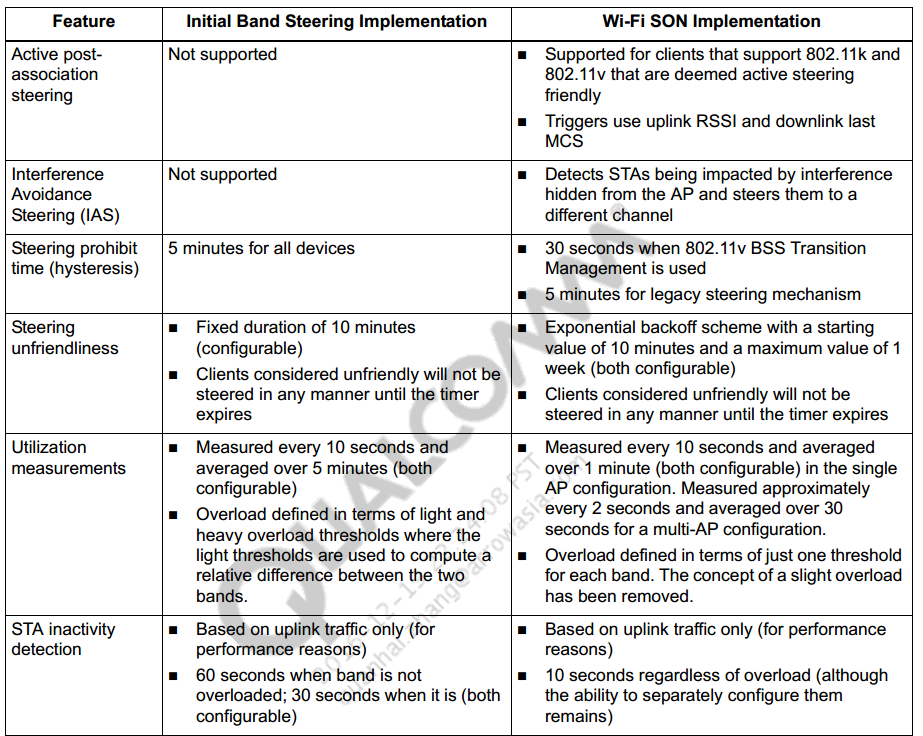 Feature
Initial Band Steering Implementation
Wi-Fi SON Implementation
Active post-
association
steering
Not supported
■ Supported for clients that support 802.11k and
802.11v that are deemed active steering
friendly
■ Triggers use uplink RSSI and downlink last
MCS
Interference
Avoidance
Steering (IAS)
Not supported
■ Detects STAs being impacted by interference
hidden from the AP and steers them to a
different channel
Steering prohibit
time (hysteresis)
5 minutes for all devices
■ 30 seconds when 802.11v BSS Transition
Management is used
■ 5 minutes for legacy steering mechanism
Steering
unfriendliness
■ Fixed duration of 10 minutes
(configurable)
■ Clients considered unfriendly will not be
steered in any manner until the timer
expires
■ Exponential backoff scheme with a starting
value of 10 minutes and a maximum value of 1
week (both configurable)
■ Clients considered unfriendly will not be
steered in any manner until the timer expires
Utilization
measurements
■ Measured every 10 seconds and
averaged over 5 minutes (both
configurable)
■ Overload defined in terms of light and
heavy overload thresholds where the
light thresholds are used to compute a
relative difference between the two
bands.
■ Measured every 10 seconds and averaged
over 1 minute (both configurable) in the single
AP configuration. Measured approximately
every 2 seconds and averaged over 30
seconds for a multi-AP configuration.
■ Overload defined in terms of just one threshold
for each band. The concept of a slight overload
has been removed.
STA inactivity
detection
■ Based on uplink traffic only (for
performance reasons)
■ 60 seconds when band is not
overloaded; 30 seconds when it is (both
configurable)
■ Based on uplink traffic only (for performance
reasons)
■ 10 seconds regardless of overload (although
the ability to separately configure them
remains)
QUALCOMM
PST